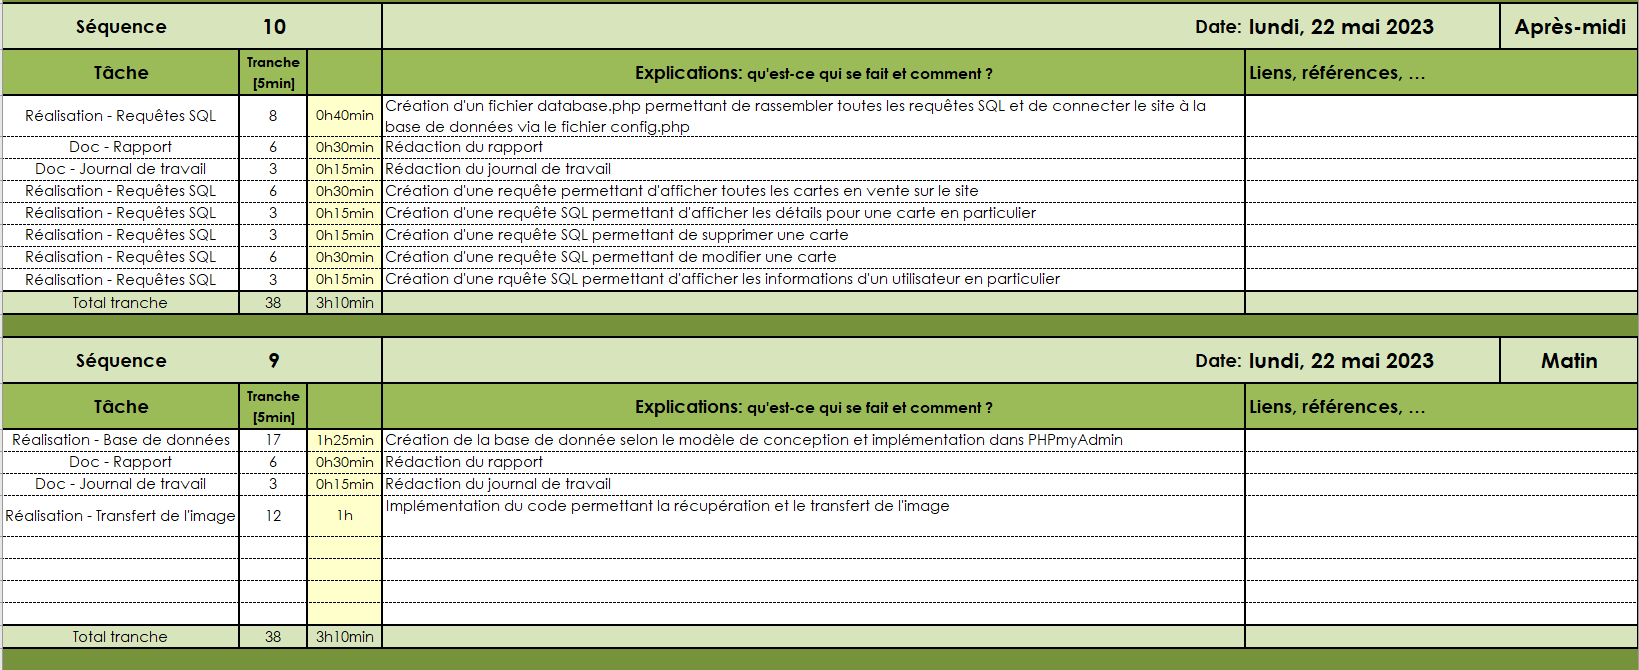 Séquence 10 Date: lundi, 22 mai 2023 Après-midi
Tâche Tranche [5min] Explications: qu'est-ce qui se fait et comment ? Liens, références, ...
Réalisation - Requêtes SQL 8 0h40min Création d'un fichier database.php permettant de rassembler toutes les requêtes SQL et de connecter le site à la
base de données via le fichier config.php
Doc - Rapport 6 0h30min Rédaction du rapport
Doc - Journal de travail 3 0h15min Rédaction du journal de travail
Réalisation - Requêtes SQL 6 0h30min Création d'une requête permettant d'afficher toutes les cartes en vente sur le site
Réalisation - Requêtes SQL 3 0h15min Création d'une requête SQL permettant d'afficher les détails pour une carte en particulier
Réalisation - Requêtes SQL 3 0h15min Création d'une requête SQL permettant de supprimer une carte
Réalisation - Requêtes SQL 6 0h30min Création d'une requête SQL permettant de modifier une carte
Réalisation - Requêtes SQL 3 0h15min Création d'une rquête SQL permettant d'afficher les informations d'un utilisateur en particulier
Total tranche 38 3h10min
Séquence 9 Date: lundi, 22 mai 2023 Matin
Tâche Tranche [5min] Explications: qu'est-ce qui se fait et comment ? Liens, références, ...
Réalisation - Base de données 17 1h25min Création de la base de donnée selon le modèle de conception et implémentation dans PHPmyAdmin
Doc - Rapport 6 0h30min Rédaction du rapport
Doc - Journal de travail 3 0h15min Rédaction du journal de travail
Réalisation - Transfert de l'image 12 1h Implémentation du code permettant la récupération et le transfert de l'image
Total tranche 38 3h10min